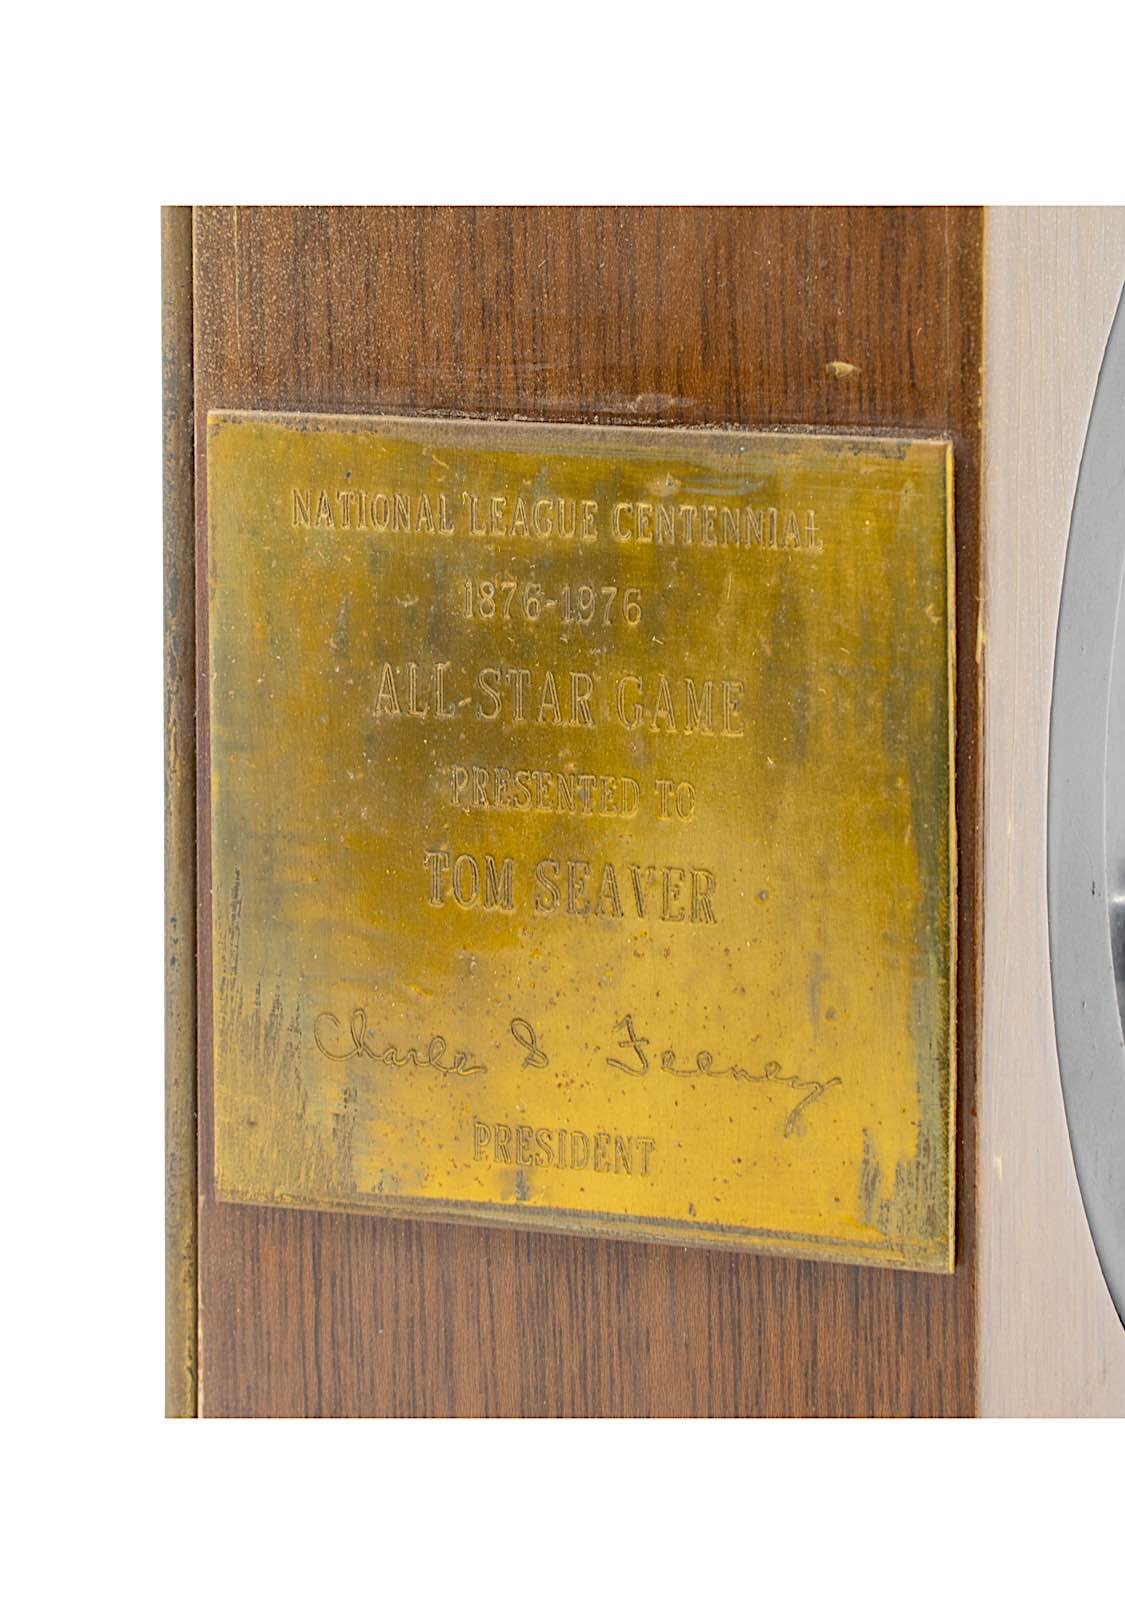 NATIONAL LEAGUE CENTENNIAL
1876-1976
ALL-STAR GAME
PRESENTED TO
TOM SEAVER
Charles S Feeney
PRESIDENT